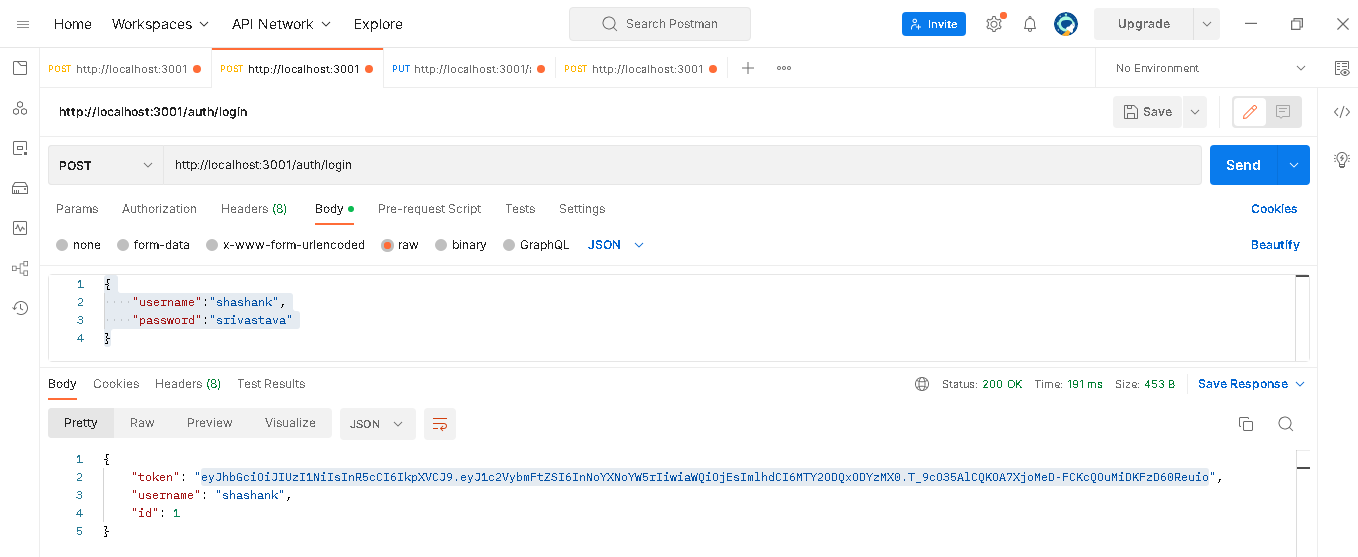 Home Workspaces API Network Explore Search Postman Invite Upgrade
POST http://localhost:3001 POST http://localhost:3001 PUT http://localhost:3001/ POST http://localhost:3001 No Environment
http://localhost:3001/auth/login Save
POST http://localhost:3001/auth/login Send
Params Authorization Headers (8) Body Pre-request Script Tests Settings Cookies
none form-data x-www-form-urlencoded raw binary GraphQL JSON Beautify
1 {
2 "username":"shashank",
3 "password":"srivastava"
4 }
Body Cookies Headers (8) Test Results Status: 200 OK Time: 191 ms Size: 453 B Save Response
Pretty Raw Preview Visualize JSON
1 {
2 "token": "eyJhbGciOiJIUzI1NiIsInR5cCI6IkpXVCJ9.eyJ1c2VybmFtZSI6InNoYXNoYW5rIiwiaWQiOjEsImlhdCI6MTY2ODQxODYzMX0.T_9cO35AlCQKOA7XjoMeD-FCKcQOuMiDKFzD60Reuio",
3 "username": "shashank",
4 "id": 1
5 }